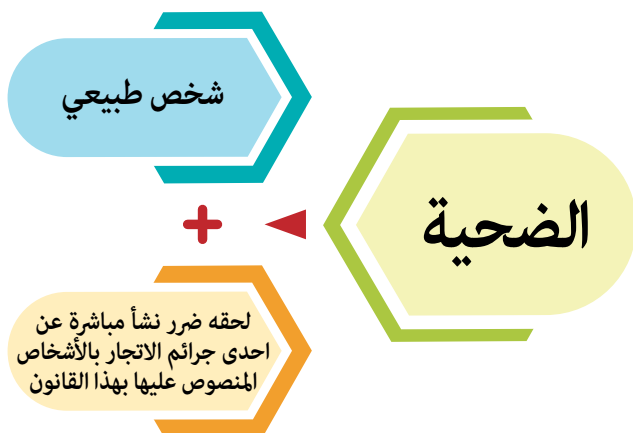 الضحية
شخص طبيعي
+
لحقه ضرر نشأ مباشرة عن
احدى جرائم الاتجار بالأشخاص
المنصوص عليها بهذا القانون